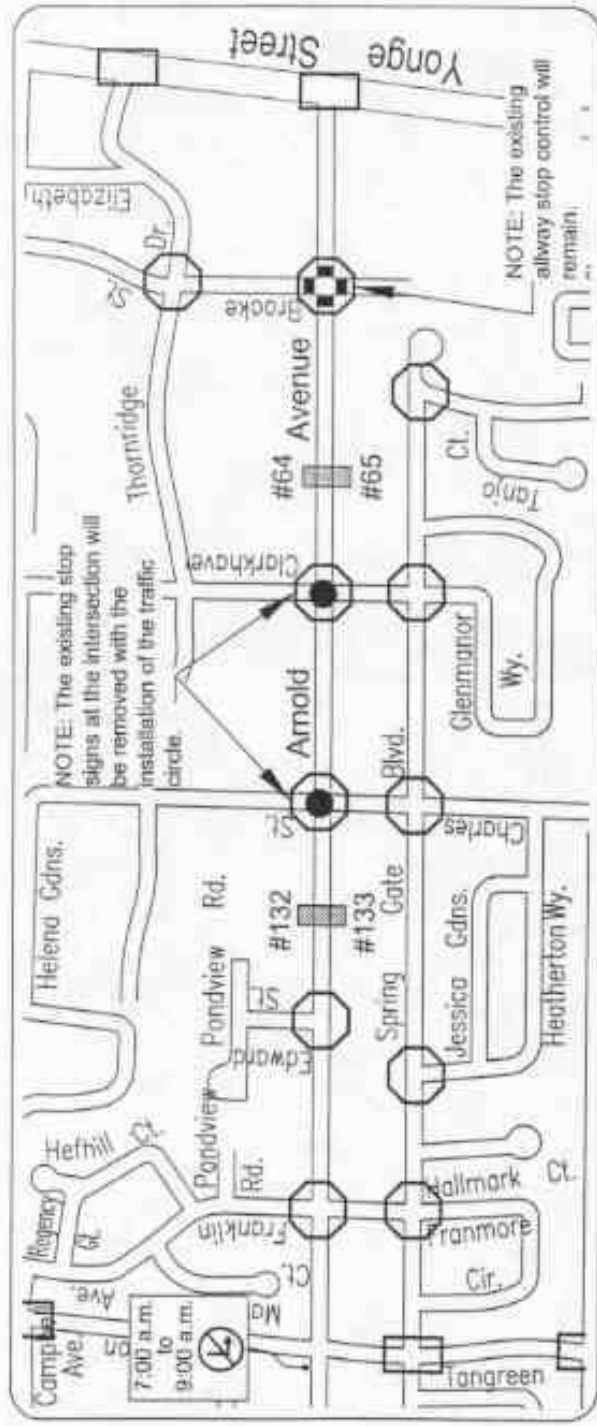 NOTE: The existing stop
signs at the intersection will
be removed with the
installation of the traffic
circle.
NOTE: The existing
allway stop control will
remain.
Yonge
Street
Elizabeth
Dr.
St.
Brooke
Thornridge
Avenue
#64
#65
Clarkhaven
Tanjo
Ct.
Glenmanor
Wy.
Arnold
Blvd.
St.
Charles
Helena Gdns.
#132
#133
Pondview Rd.
Edward
St.
Spring
Gate
Jessica Gdns.
Heatherton Wy.
Hefhill Ct.
Pondview
Rd.
Franklin
Regency
Ct.
Hallmark
Ct.
Franmore
Cir.
Ave.
Campbell
Ave.
7:00 a.m.
to
9:00 a.m.
Tangreen